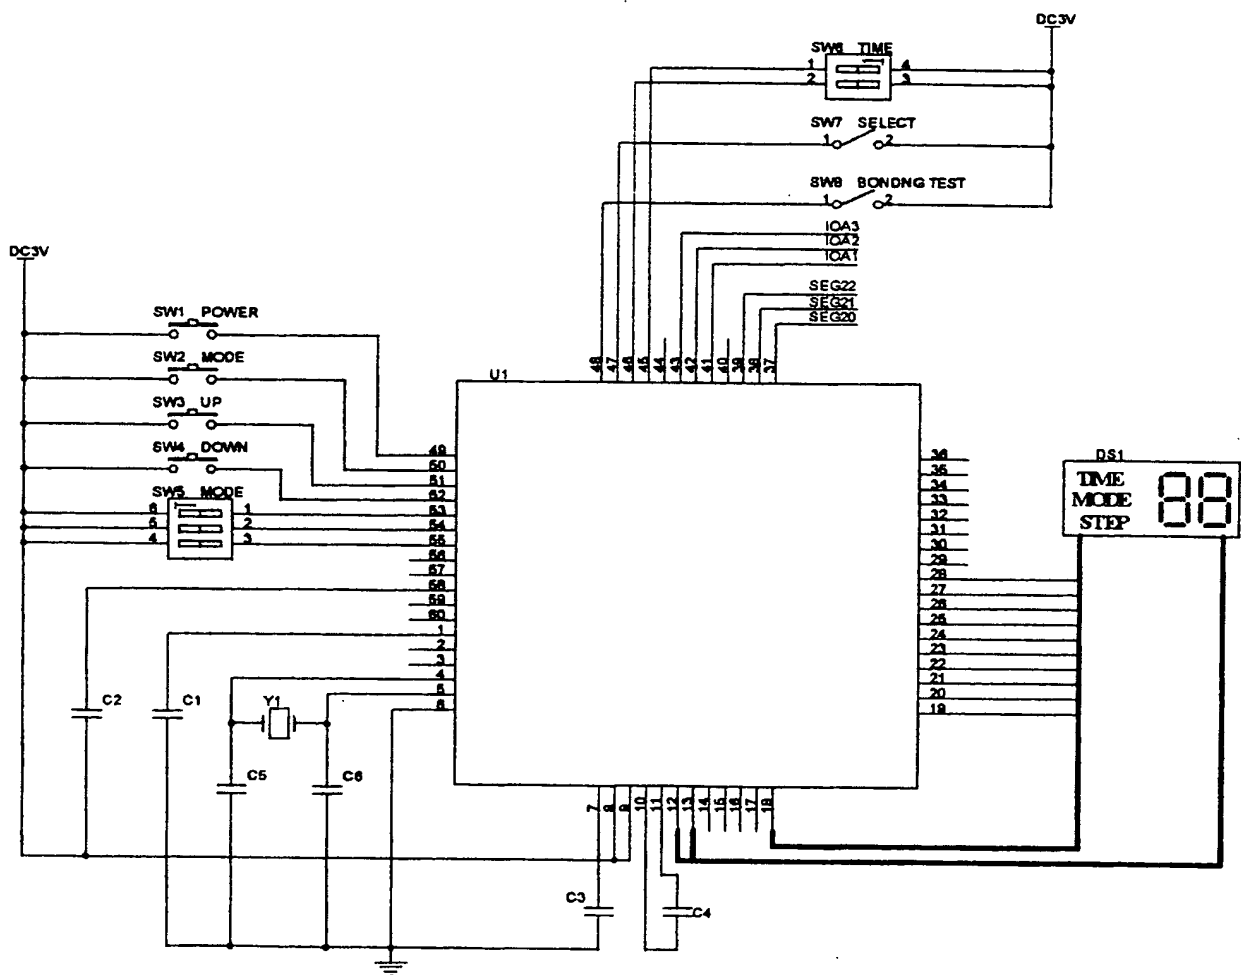 DC3V
SW6 TIME
1 4
2 3
SW7 SELECT
1 2
SW8 BONDNG TEST
1 2
IOA3
IOA2
IOA1
SEG22
SEG21
SEG20
DC3V
SW1 POWER
SW2 MODE
SW3 UP
SW4 DOWN
SW5 MODE
6 1
5 2
4 3
48 47 46 45 44 43 42 41 40 39 38 37
U1
49
50
51
52
53
54
55
56
57
58
59
60
1
2
3
4
5
6
36
35
34
33
32
31
30
29
28
27
26
25
24
23
22
21
20
19
DS1
TIME
MODE
STEP
88
C2
C1
Y1
C5
C6
7 8 9 10 11 12 13 14 15 16 17 18
C3
C4